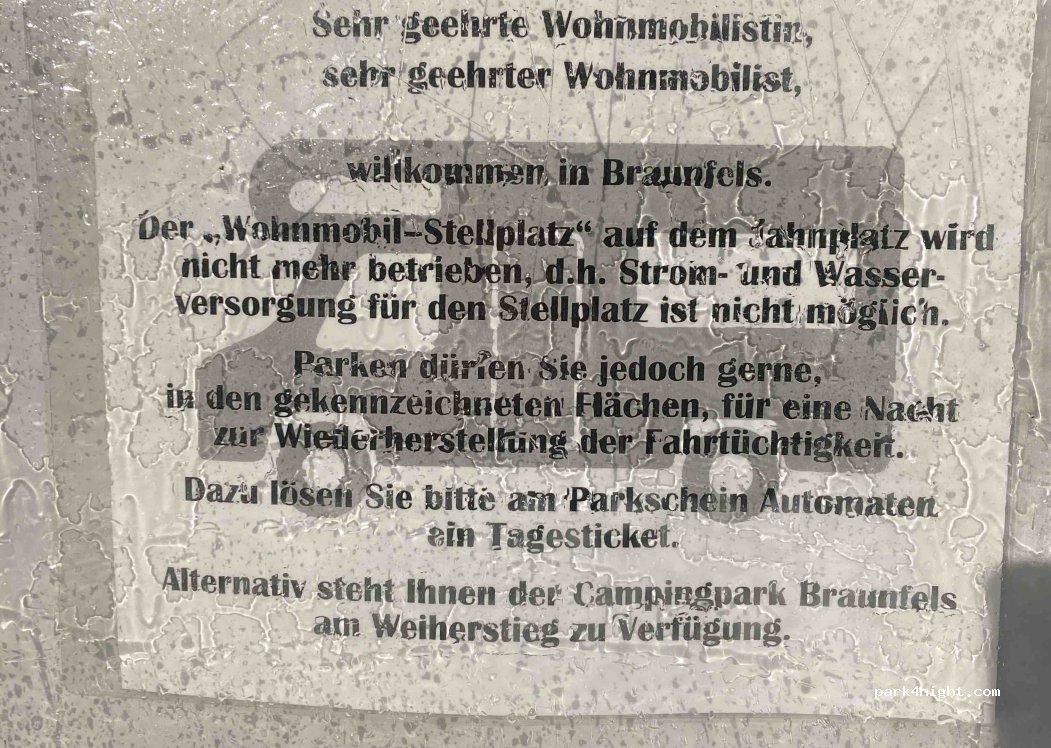 Sehr geehrte Wohnmobilistin,
sehr geehrter Wohnmobilist,
willkommen in Braunfels.
Der „Wohnmobil-Stellplatz“ auf dem Jahnplatz wird
nicht mehr betrieben, d.h. Strom- und Wasser-
versorgung für den Stellplatz ist nicht möglich.
Parken dürfen Sie jedoch gerne,
in den gekennzeichneten Flächen, für eine Nacht
zur Wiederherstellung der Fahrtüchtigkeit.
Dazu lösen Sie bitte am Parkschein Automaten
ein Tagesticket.
Alternativ steht Ihnen der Campingpark Braunfels
am Weiherstieg zu Verfügung.
park4night.com